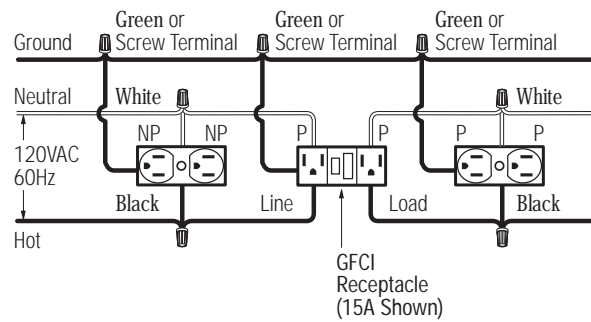 Green or
Screw Terminal
Green or
Screw Terminal
Green or
Screw Terminal
Ground
Neutral
White
White
NP
NP
P
P
P
P
120VAC
60Hz
Black
Line
Load
Black
Hot
GFCI
Receptacle
(15A Shown)